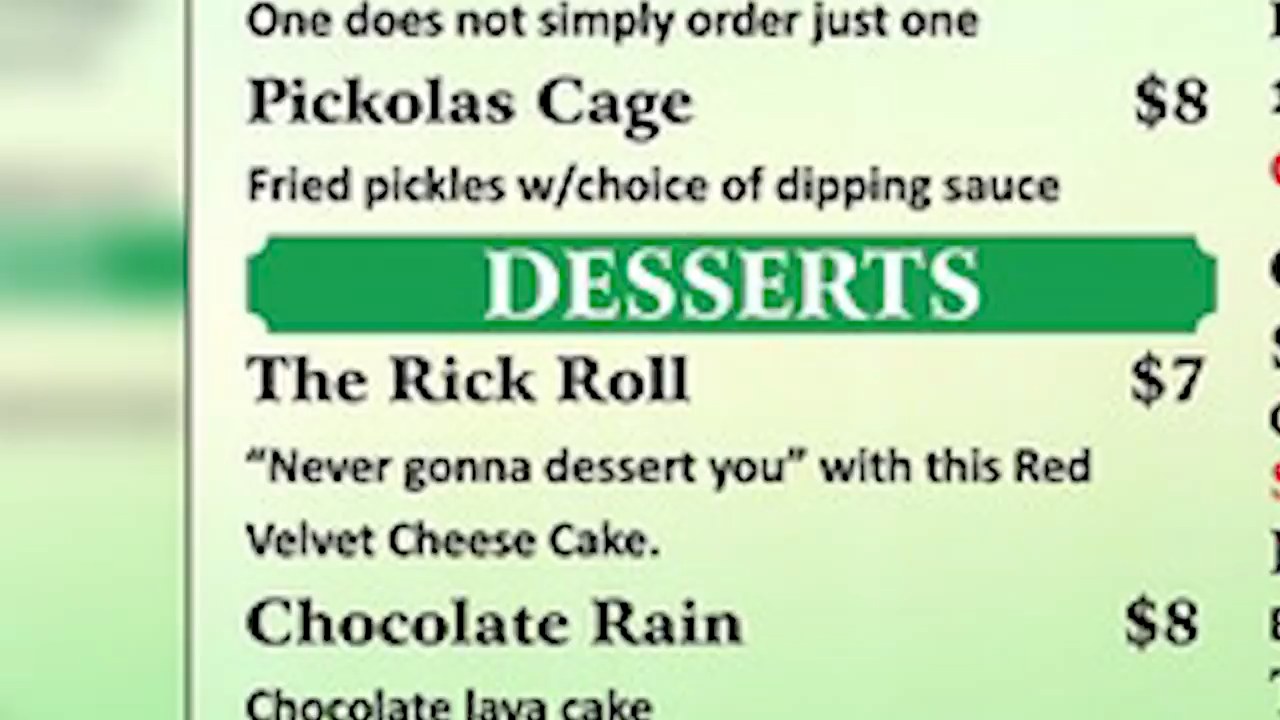 One does not simply order just one
Pickolas Cage $8
Fried pickles w/choice of dipping sauce
DESSERTS
The Rick Roll $7
“Never gonna dessert you” with this Red
Velvet Cheese Cake.
Chocolate Rain $8
Chocolate lava cake